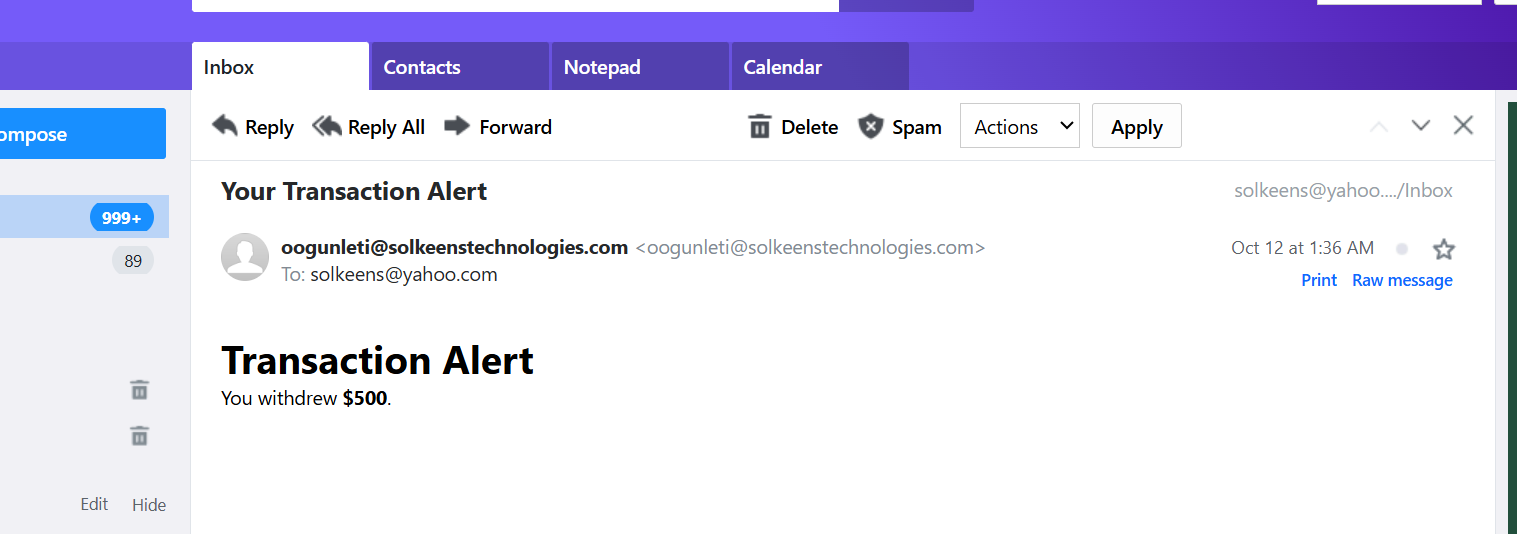 Inbox Contacts Notepad Calendar
ompose
Reply Reply All Forward Delete Spam Actions Apply
Your Transaction Alert solkeens@yahoo..../Inbox
999+
oogunleti@solkeenstechnologies.com <oogunleti@solkeenstechnologies.com> Oct 12 at 1:36 AM
89
To: solkeens@yahoo.com Print Raw message
Transaction Alert
You withdrew $500.
Edit Hide